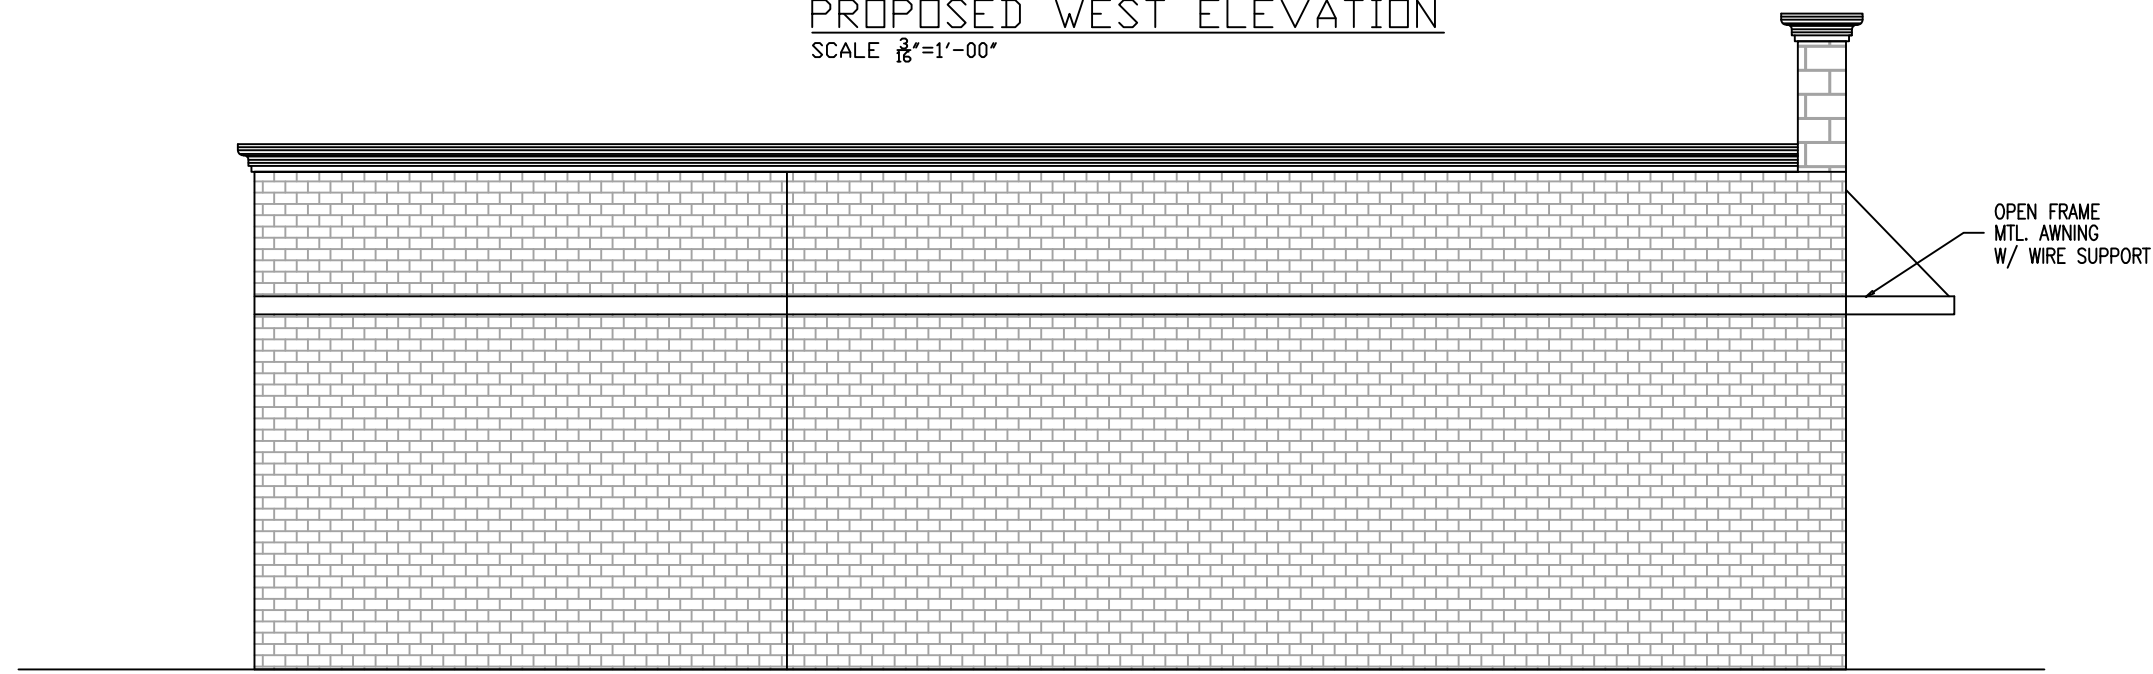 PROPOSED WEST ELEVATION
SCALE 3/16"=1'-00"
OPEN FRAME
MTL. AWNING
W/ WIRE SUPPORT